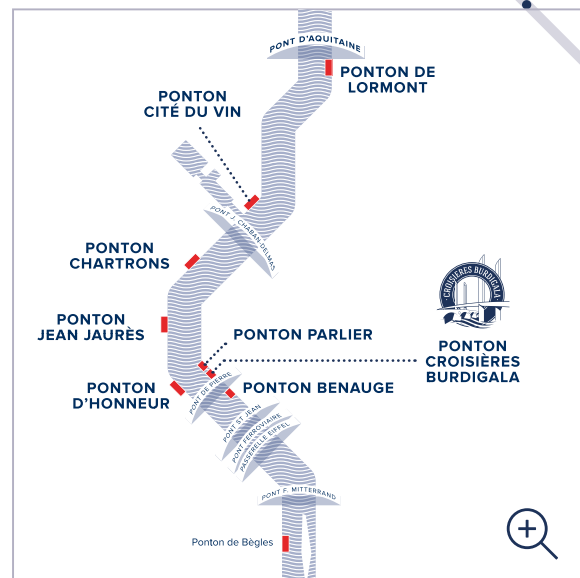 PONT D'AQUITAINE
PONTON DE
LORMONT
PONTON
CITÉ DU VIN
PONT J. CHABAN-DELMAS
PONTON
CHARTRONS
CROISIÈRES BURDIGALA
PONTON
JEAN JAURÈS
PONTON PARLIER
PONTON
CROISIÈRES
BURDIGALA
PONTON
D'HONNEUR
PONT DE PIERRE
PONTON BENAUGE
PONT ST JEAN
PONT FERROVIAIRE
PASSERELLE EIFFEL
PONT F. MITTERRAND
Ponton de Bègles